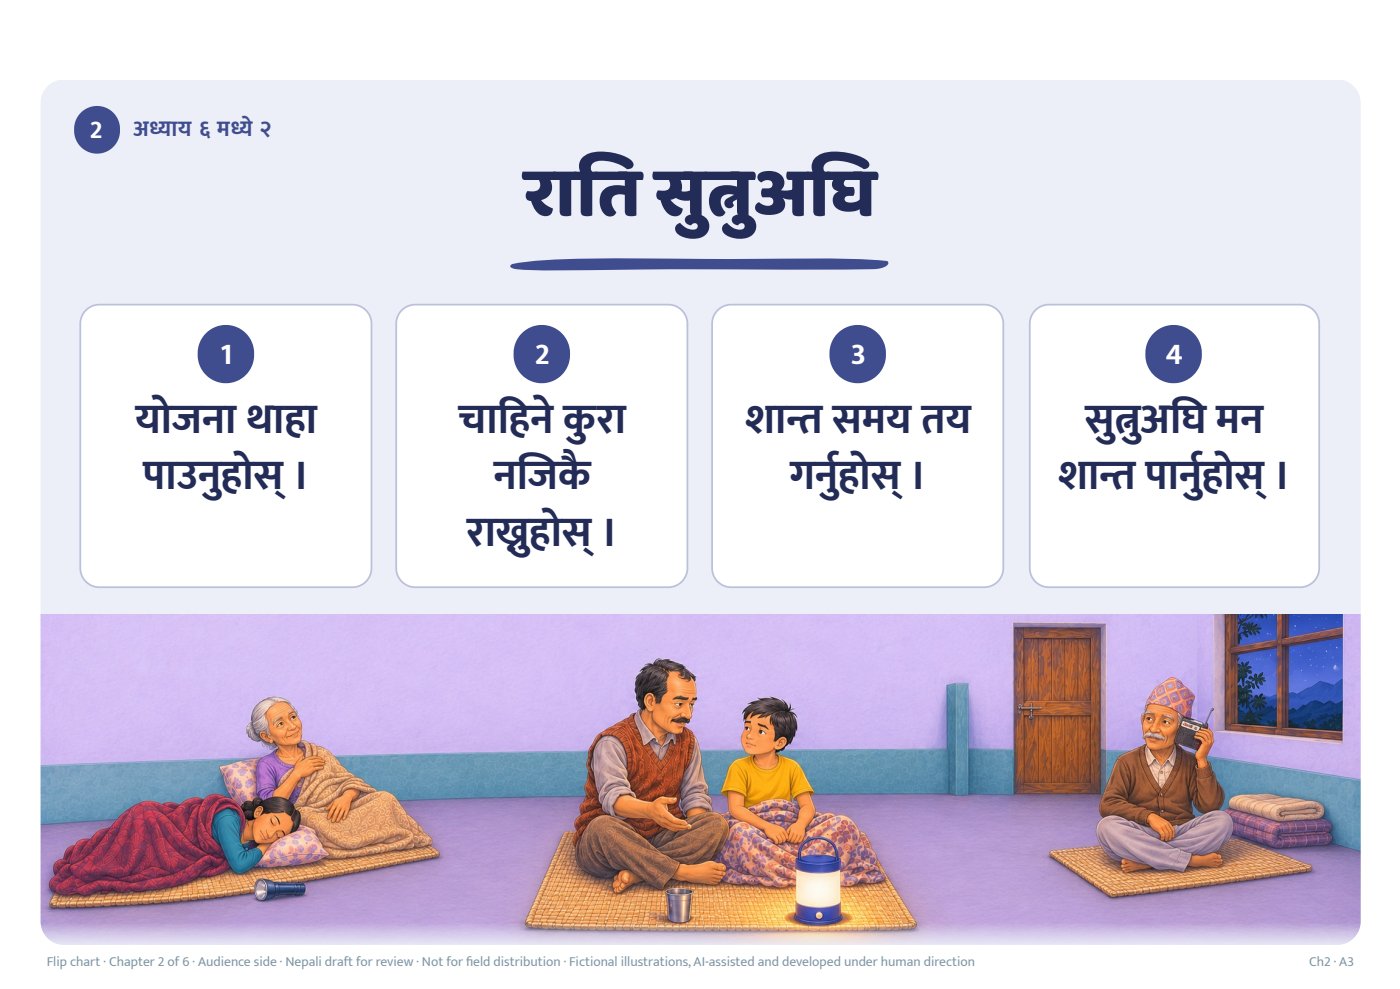 2 अध्याय ६ मध्ये २
राति सुत्नुअघि
1
योजना थाहा
पाउनुहोस् ।
2
चाहिने कुरा
नजिकै
राख्नुहोस् ।
3
शान्त समय तय
गर्नुहोस् ।
4
सुत्नुअघि मन
शान्त पार्नुहोस् ।
Flip chart · Chapter 2 of 6 · Audience side · Nepali draft for review · Not for field distribution · Fictional illustrations, AI-assisted and developed under human direction
Ch2 · A3